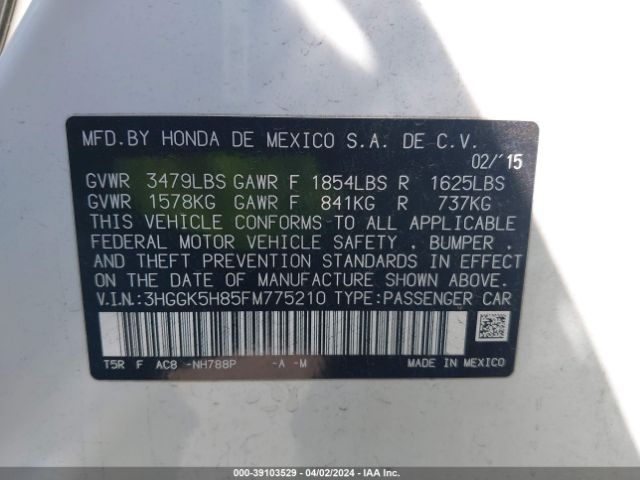 MFD.BY HONDA DE MEXICO S.A. DE C.V.
02/'15
GVWR 3479LBS GAWR F 1854LBS R 1625LBS
GVWR 1578KG GAWR F 841KG R 737KG
THIS VEHICLE CONFORMS TO ALL APPLICABLE
FEDERAL MOTOR VEHICLE SAFETY , BUMPER ,
AND THEFT PREVENTION STANDARDS IN EFFECT
ON THE DATE OF MANUFACTURE SHOWN ABOVE.
V.I.N:3HGGK5H85FM775210 TYPE:PASSENGER CAR
T5R F AC8 -NH788P -A -M MADE IN MEXICO
000-39103529 - 04/02/2024 - IAAI.COM